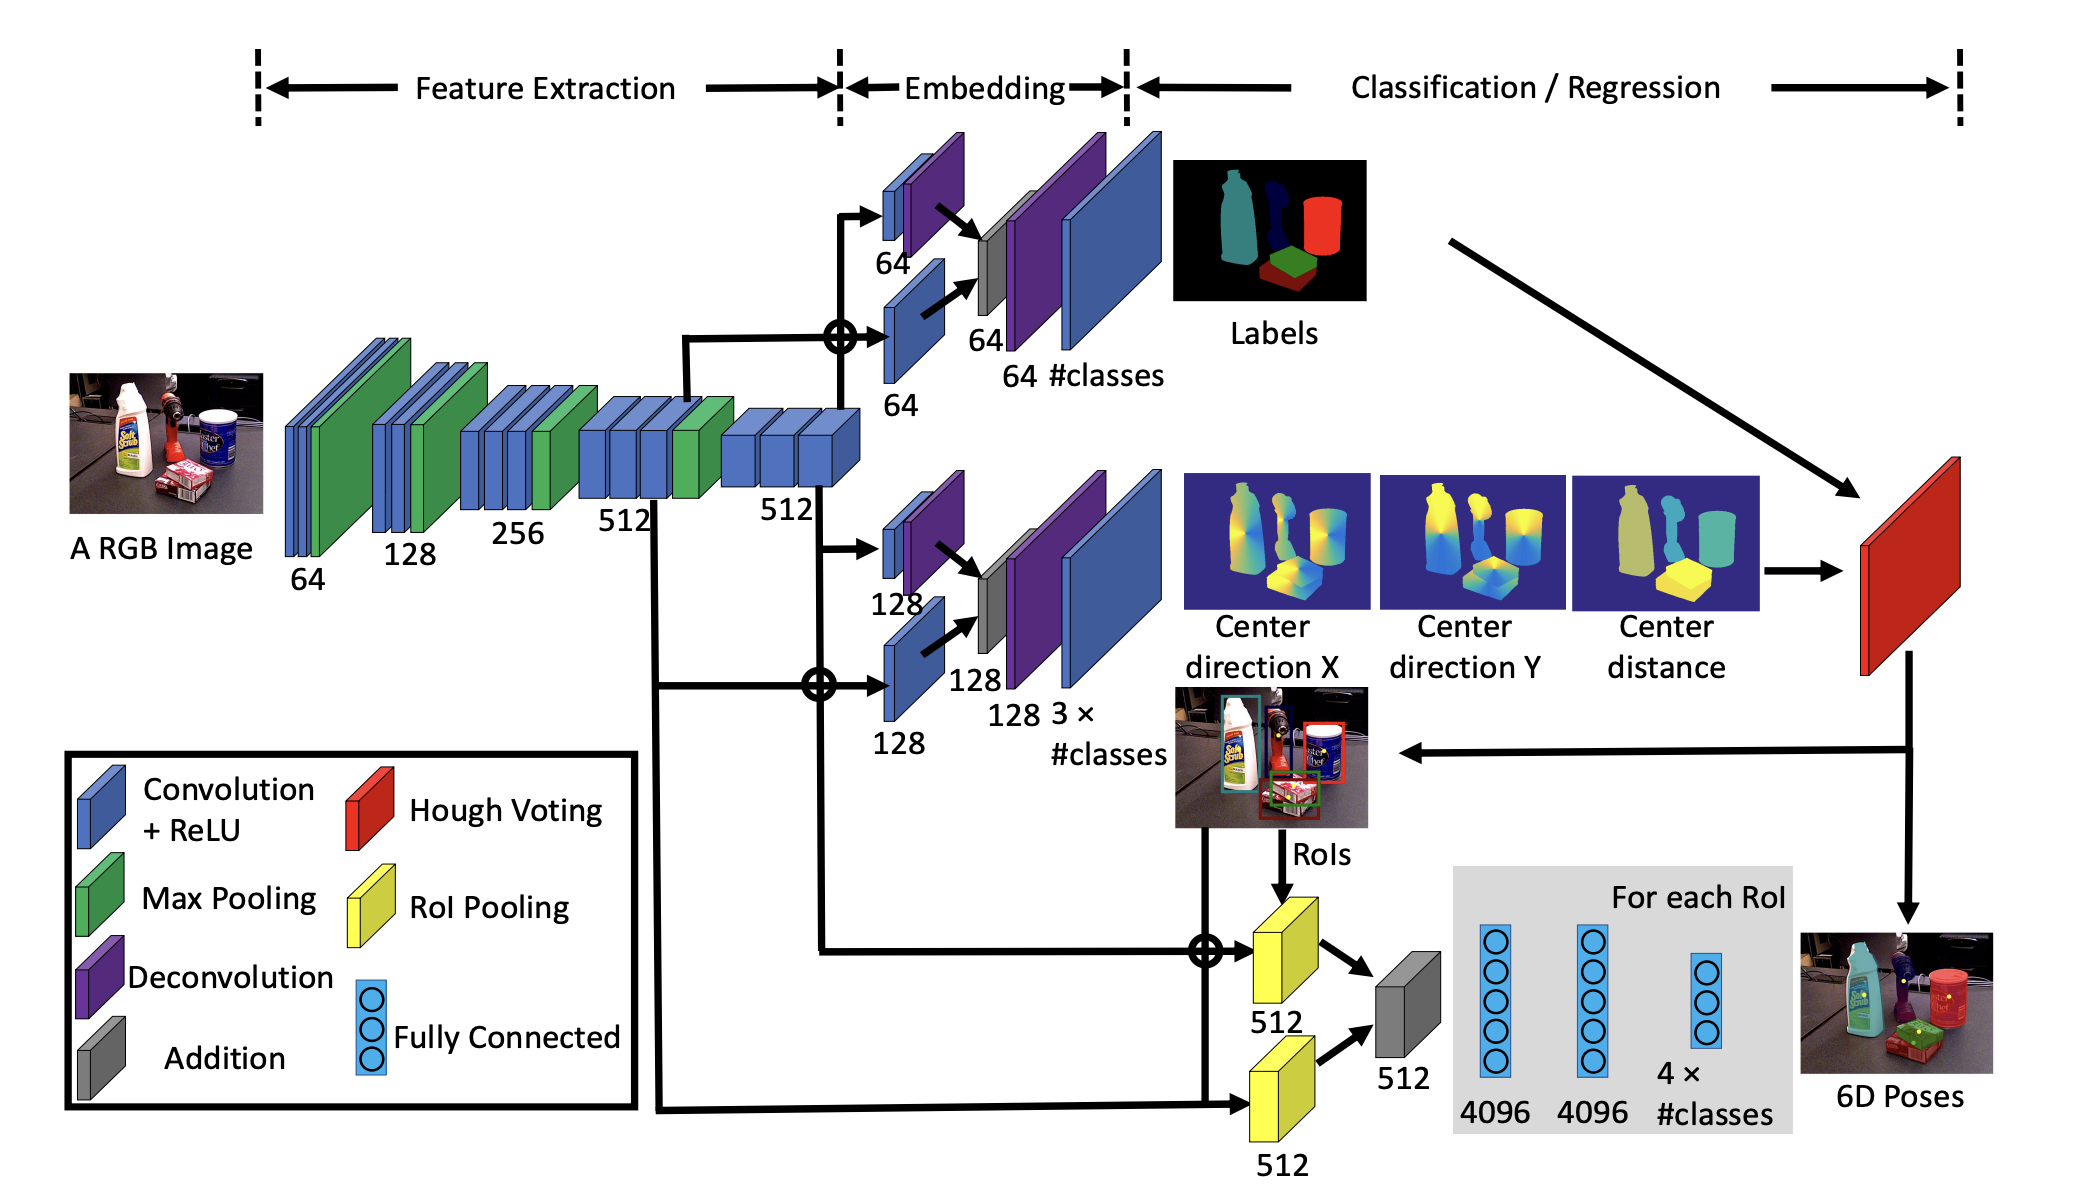 Feature Extraction
Embedding
Classification / Regression
64
64
64
64
#classes
Labels
A RGB Image
64
128
256
512
512
128
128
128
128
3 ×
#classes
Center
direction X
Center
direction Y
Center
distance
RoIs
512
512
512
For each RoI
4096
4096
4 ×
#classes
6D Poses
Convolution
+ ReLU
Max Pooling
Deconvolution
Addition
Hough Voting
RoI Pooling
Fully Connected
Soft
Scrub